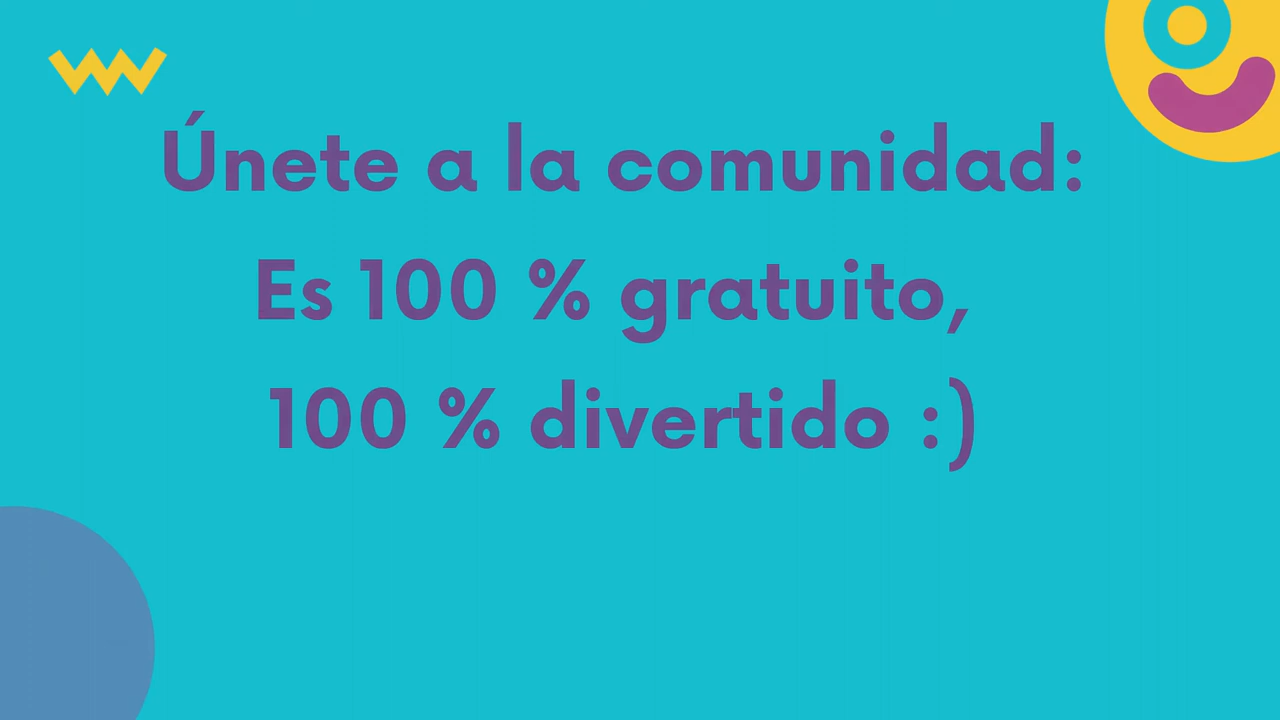 Únete a la comunidad:
Es 100 % gratuito,
100 % divertido :)